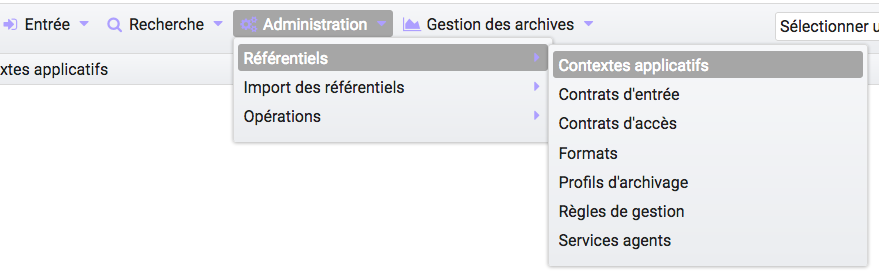 Entrée Recherche Administration Gestion des archives Sélectionner u
xtes applicatifs
Référentiels
Import des référentiels
Opérations
Contextes applicatifs
Contrats d'entrée
Contrats d'accès
Formats
Profils d'archivage
Règles de gestion
Services agents